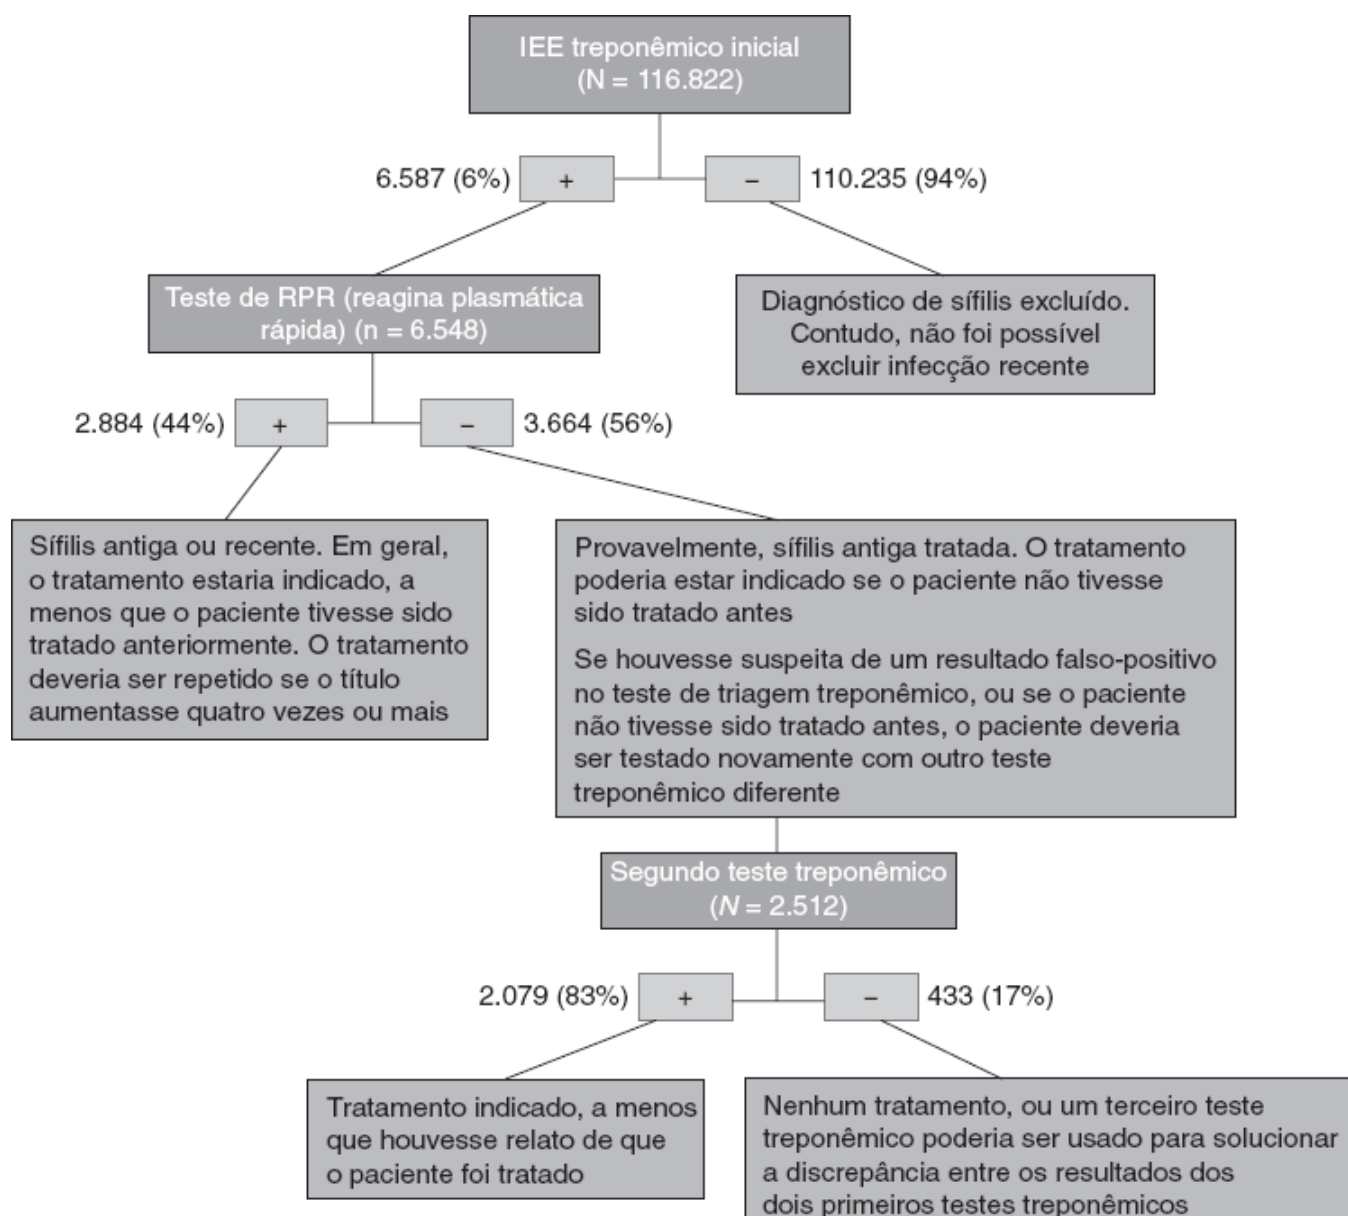 IEE treponêmico inicial
(N = 116.822)
6.587 (6%)
+
−
110.235 (94%)
Teste de RPR (reagina plasmática
rápida) (n = 6.548)
Diagnóstico de sífilis excluído.
Contudo, não foi possível
excluir infecção recente
2.884 (44%)
+
−
3.664 (56%)
Sífilis antiga ou recente. Em geral,
o tratamento estaria indicado, a
menos que o paciente tivesse sido
tratado anteriormente. O tratamento
deveria ser repetido se o título
aumentasse quatro vezes ou mais
Provavelmente, sífilis antiga tratada. O tratamento
poderia estar indicado se o paciente não tivesse
sido tratado antes
Se houvesse suspeita de um resultado falso-positivo
no teste de triagem treponêmico, ou se o paciente
não tivesse sido tratado antes, o paciente deveria
ser testado novamente com outro teste
treponêmico diferente
Segundo teste treponêmico
(N = 2.512)
2.079 (83%)
+
−
433 (17%)
Tratamento indicado, a menos
que houvesse relato de que
o paciente foi tratado
Nenhum tratamento, ou um terceiro teste
treponêmico poderia ser usado para solucionar
a discrepância entre os resultados dos
dois primeiros testes treponêmicos